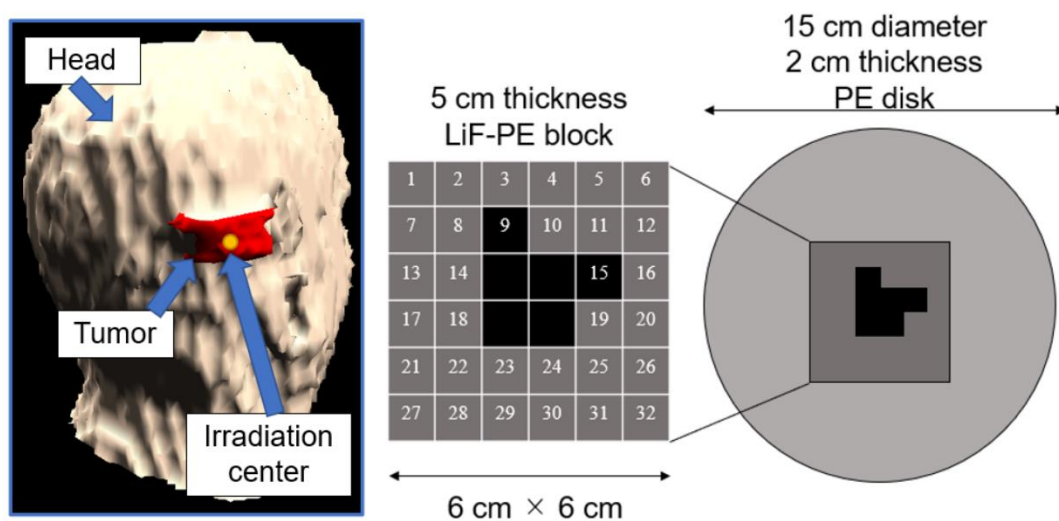 Head
Tumor
Irradiation
center
5 cm thickness
LiF-PE block
1 2 3 4 5 6
7 8 9 10 11 12
13 14 15 16
17 18 19 20
21 22 23 24 25 26
27 28 29 30 31 32
6 cm × 6 cm
15 cm diameter
2 cm thickness
PE disk